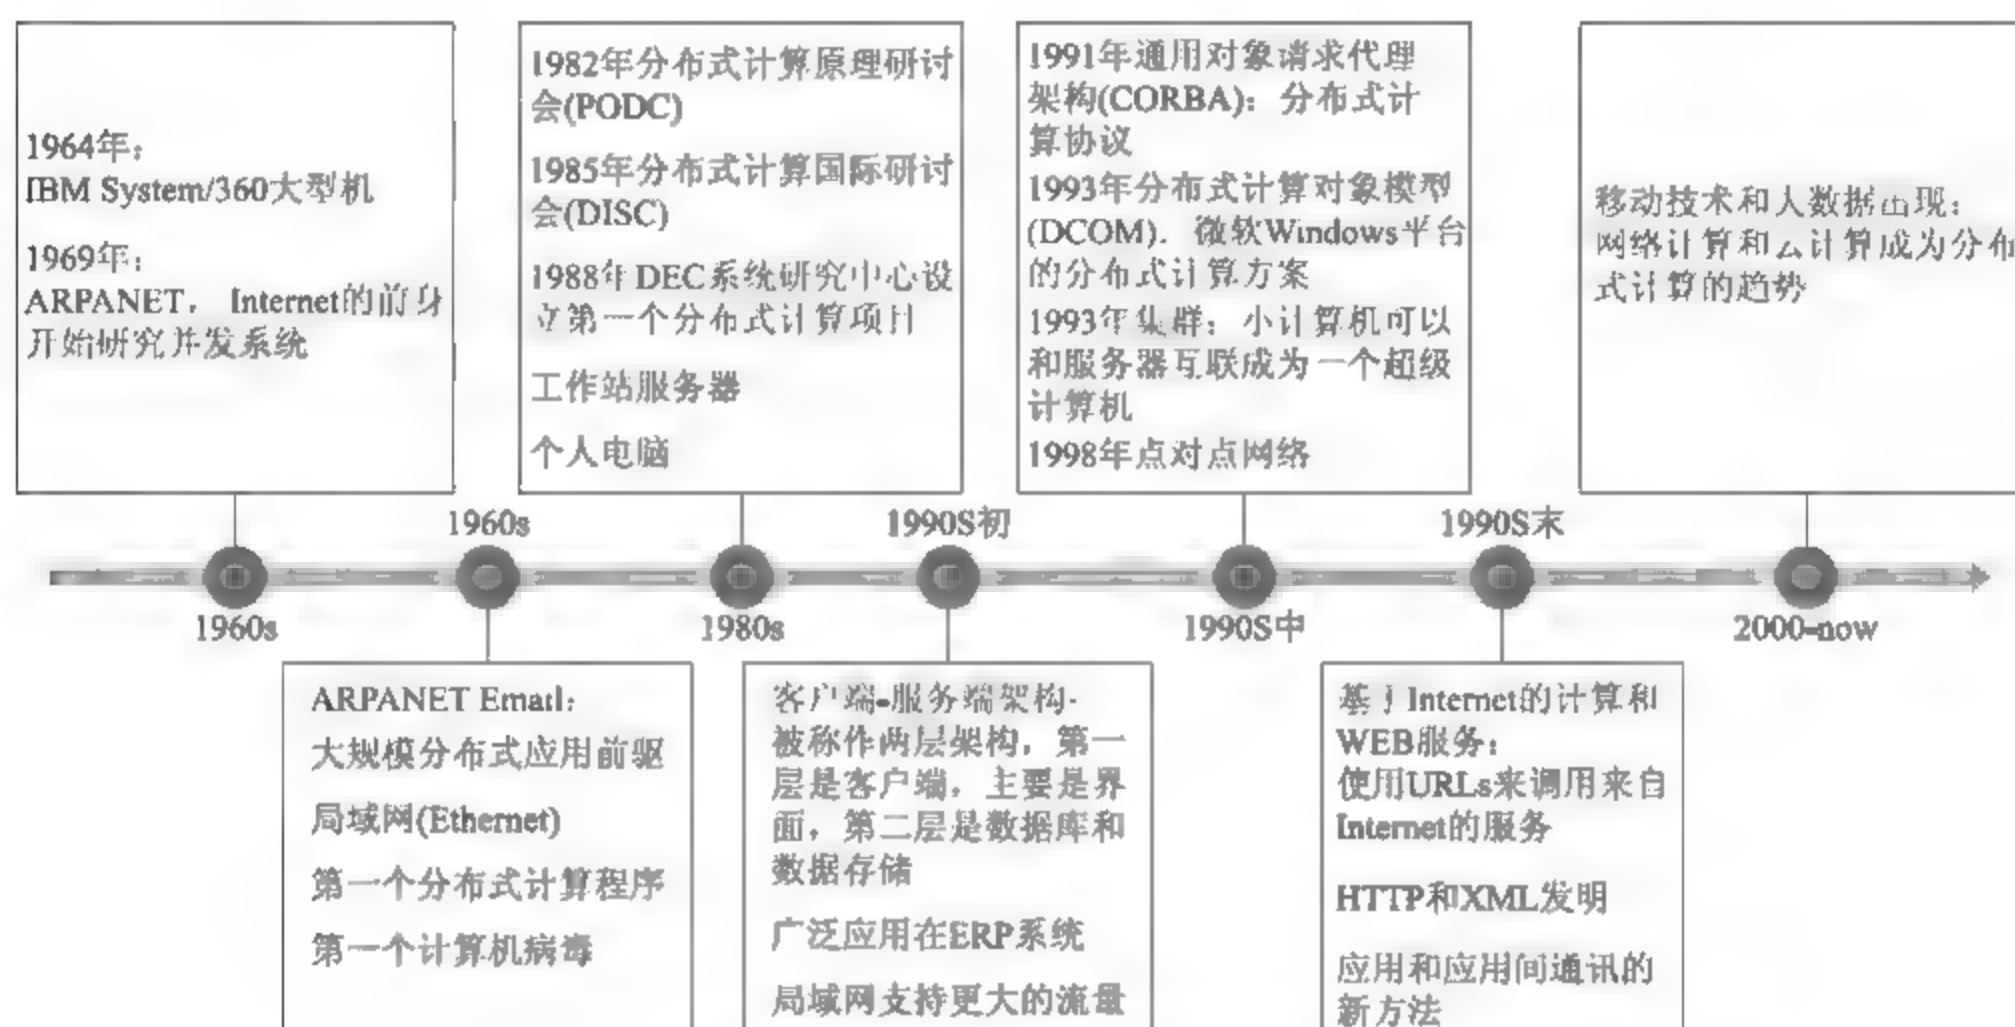 1964年:
IBM System/360大型机
1969年:
ARPANET, Internet的前身
开始研究并发系统
1982年分布式计算原理研讨
会(PODC)
1985年分布式计算国际研讨
会(DISC)
1988年DEC系统研究中心设
立第一个分布式计算项目
工作站服务器
个人电脑
1991年通用对象请求代理
架构(CORBA): 分布式计
算协议
1993年分布式计算对象模型
(DCOM). 微软Windows平台
的分布式计算方案
1993年集群: 小计算机可以
和服务器互联成为一个超级
计算机
1998年点对点网络
移动技术和人数据出现:
网络计算和云计算成为分布
式计算的趋势
1960s
1990S初
1990S末
1960s
1980s
1990S中
2000-now
ARPANET Email:
大规模分布式应用前驱
局域网(Ethernet)
第一个分布式计算程序
第一个计算机病毒
客户端-服务端架构-
被称作两层架构, 第一
层是客户端, 主要是界
面, 第二层是数据库和
数据存储
广泛应用在ERP系统
局域网支持更大的流量
基于Internet的计算和
WEB服务:
使用URLs来调用来自
Internet的服务
HTTP和XML发明
应用和应用间通讯的
新方法